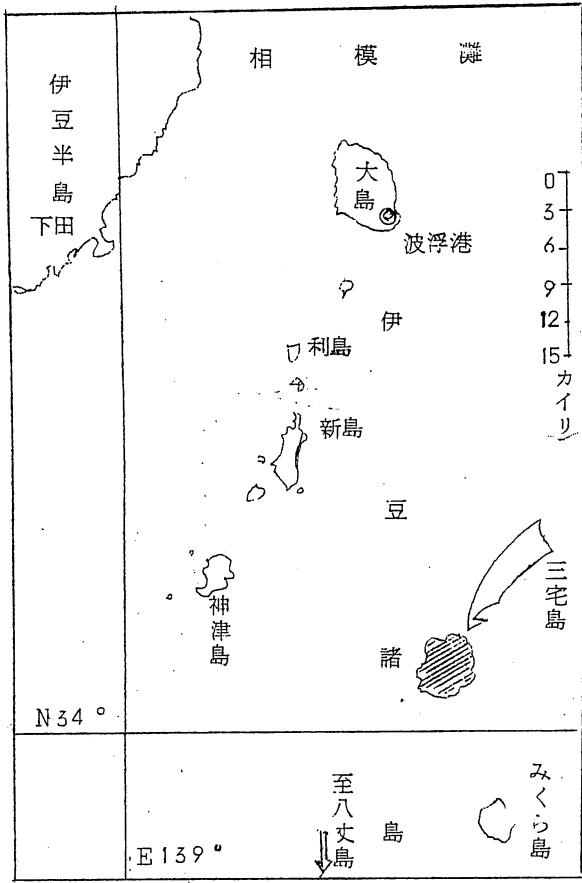 相模灘
伊豆半島
下田
大島
波浮港
0
3
6
9
12
15
カイリ
利島
新島
神津島
三宅島
伊豆諸島
N34°
E139°
至八丈島
みくら島